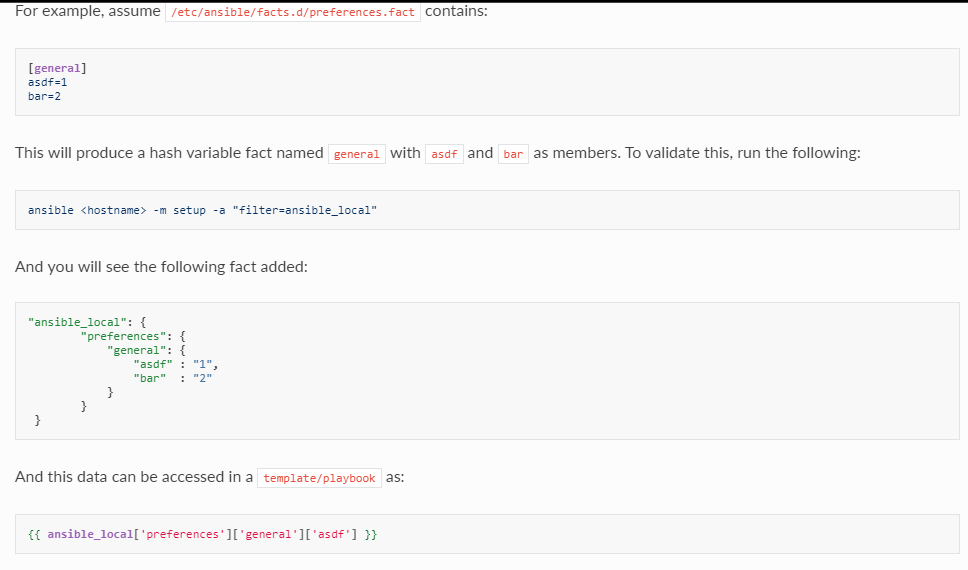 For example, assume /etc/ansible/facts.d/preferences.fact contains:
[general]
asdf=1
bar=2
This will produce a hash variable fact named general with asdf and bar as members. To validate this, run the following:
ansible <hostname> -m setup -a "filter=ansible_local"
And you will see the following fact added:
"ansible_local": {
        "preferences": {
            "general": {
                "asdf" : "1",
                "bar"  : "2"
            }
        }
 }
And this data can be accessed in a template/playbook as:
{{ ansible_local['preferences']['general']['asdf'] }}